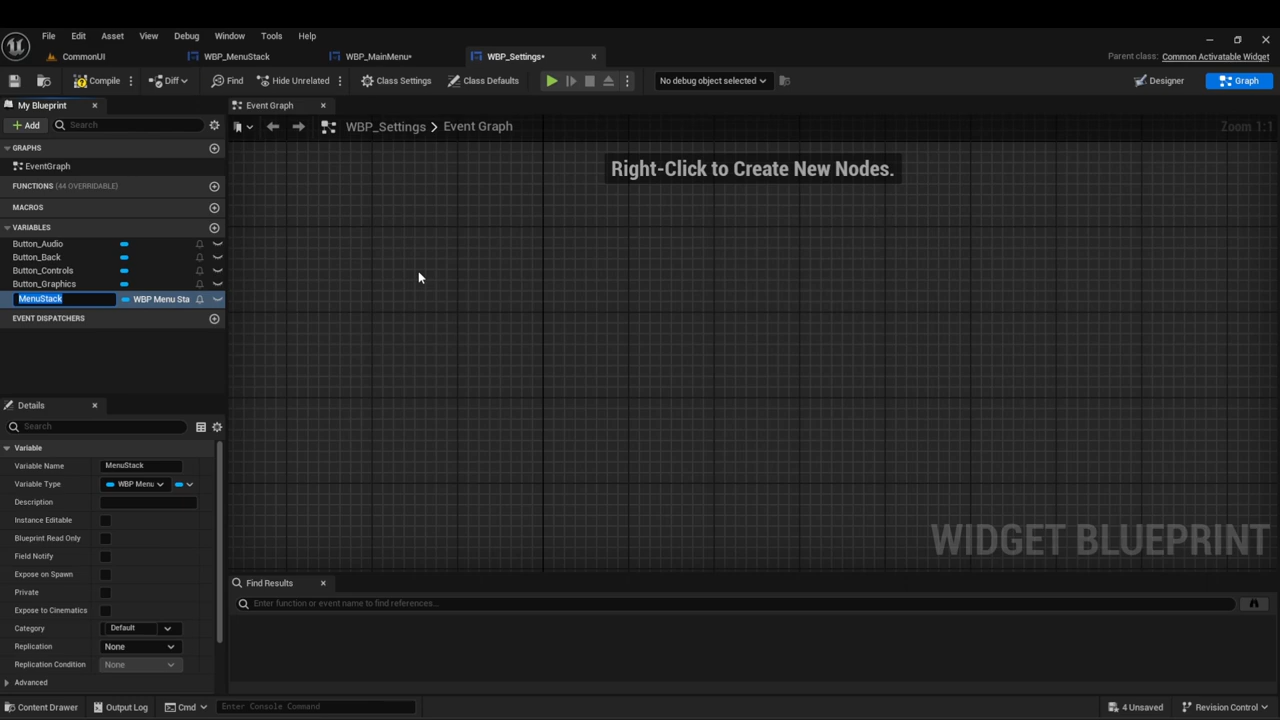 File Edit Asset View Debug Window Tools Help
CommonUI WBP_MenuStack WBP_MainMenu* WBP_Settings* Parent class: Common Activatable Widget
Compile Diff Find Hide Unrelated Class Settings Class Defaults No debug object selected Designer Graph
My Blueprint Event Graph
Add Search WBP_Settings > Event Graph Zoom 1:1
GRAPHS
EventGraph
Right-Click to Create New Nodes.
FUNCTIONS (44 OVERRIDABLE)
MACROS
VARIABLES
Button_Audio
Button_Back
Button_Controls
Button_Graphics
MenuStack WBP Menu Sta
EVENT DISPATCHERS
Details
Search
Variable
Variable Name MenuStack
Variable Type WBP Menu
Description
Instance Editable
Blueprint Read Only
Field Notify
Expose on Spawn
Private
Expose to Cinematics
Category Default
Replication None
Replication Condition None
Advanced
WIDGET BLUEPRINT
Find Results
Enter function or event name to find references...
Content Drawer Output Log Cmd Enter Console Command 4 Unsaved Revision Control